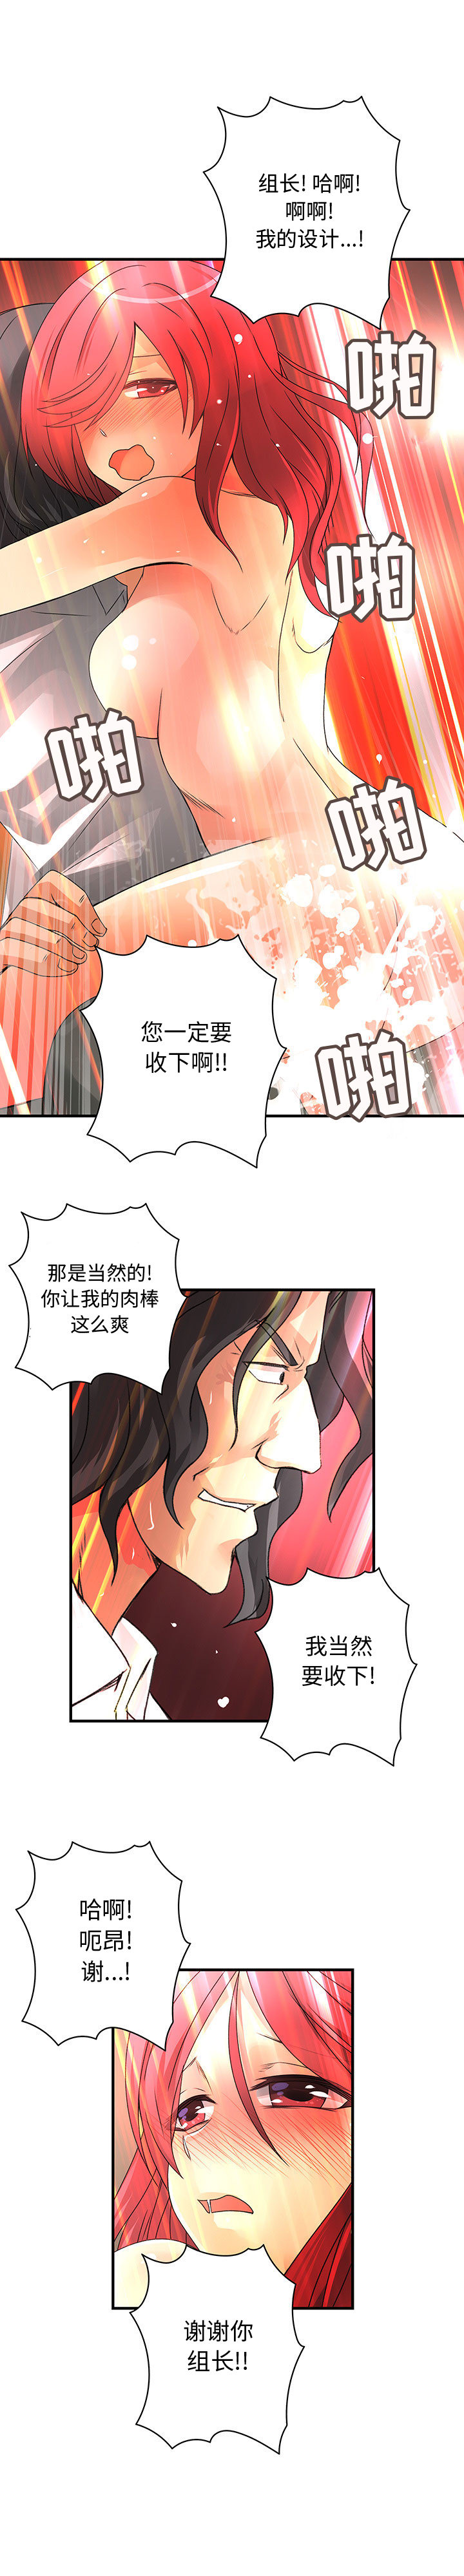 组长! 哈啊!
啊啊!
我的设计...!
啪
啪
啪
啪
您一定要
收下啊!!
啪
那是当然的!
你让我的肉棒
这么爽
我当然
要收下!
哈啊!
呃昂!
谢...!
谢谢你
组长!!